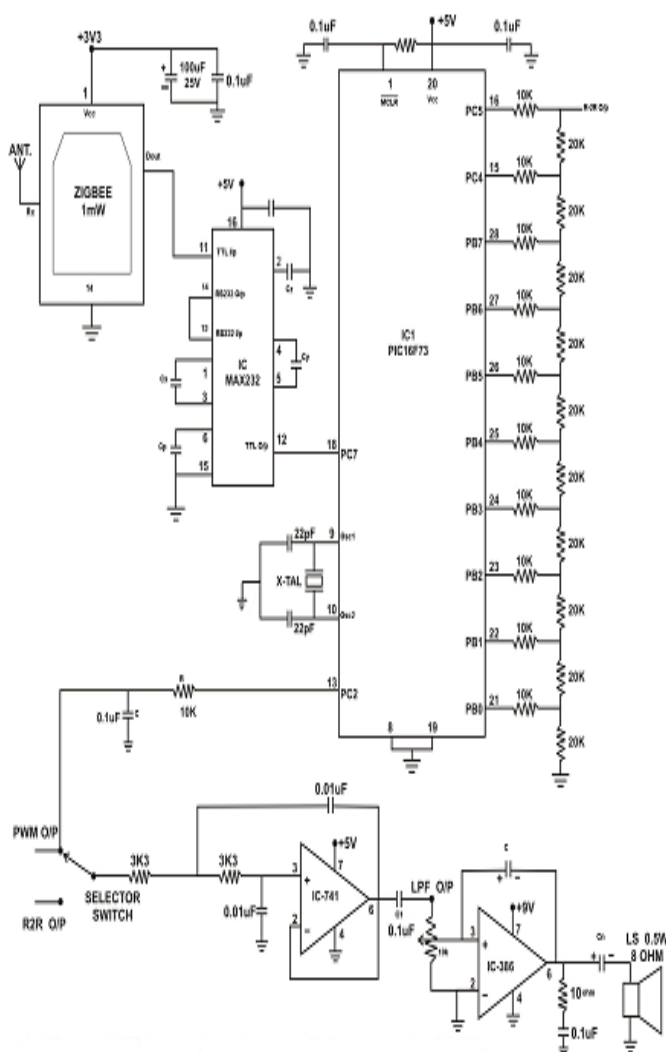 +5V
0.1uF
0.1uF
+3V3
100uF
25V
0.1uF
1
Vcc
ANT.
Rx
Dout
ZIGBEE
1mW
14
1
MCLR
20
Vcc
IC1
PIC16F73
PC5
16
10K
R-2R O/p
20K
PC4
15
10K
20K
PB7
28
10K
20K
PB6
27
10K
20K
PB5
26
10K
20K
PB4
25
10K
20K
PB3
24
10K
20K
PB2
23
10K
20K
PB1
22
10K
20K
PB0
21
10K
20K
+5V
16
11
TTL i/p
2
14
RS232 O/p
13
RS232 i/p
IC
MAX232
1
3
4
5
6
15
TTL O/p
12
18
PC7
22pF
9
Osc1
X-TAL
22pF
10
Osc2
13
PC2
R
10K
0.1uF
C
8
19
PWM O/P
SELECTOR
SWITCH
R2R O/P
3K3
3K3
0.01uF
0.01uF
+5V
3
+
7
IC-741
2
-
6
4
0.1uF
LPF O/P
C
+
-
+9V
3
+
7
IC-386
2
-
6
4
+
-
LS 0.5W
8 OHM
10
0.1uF